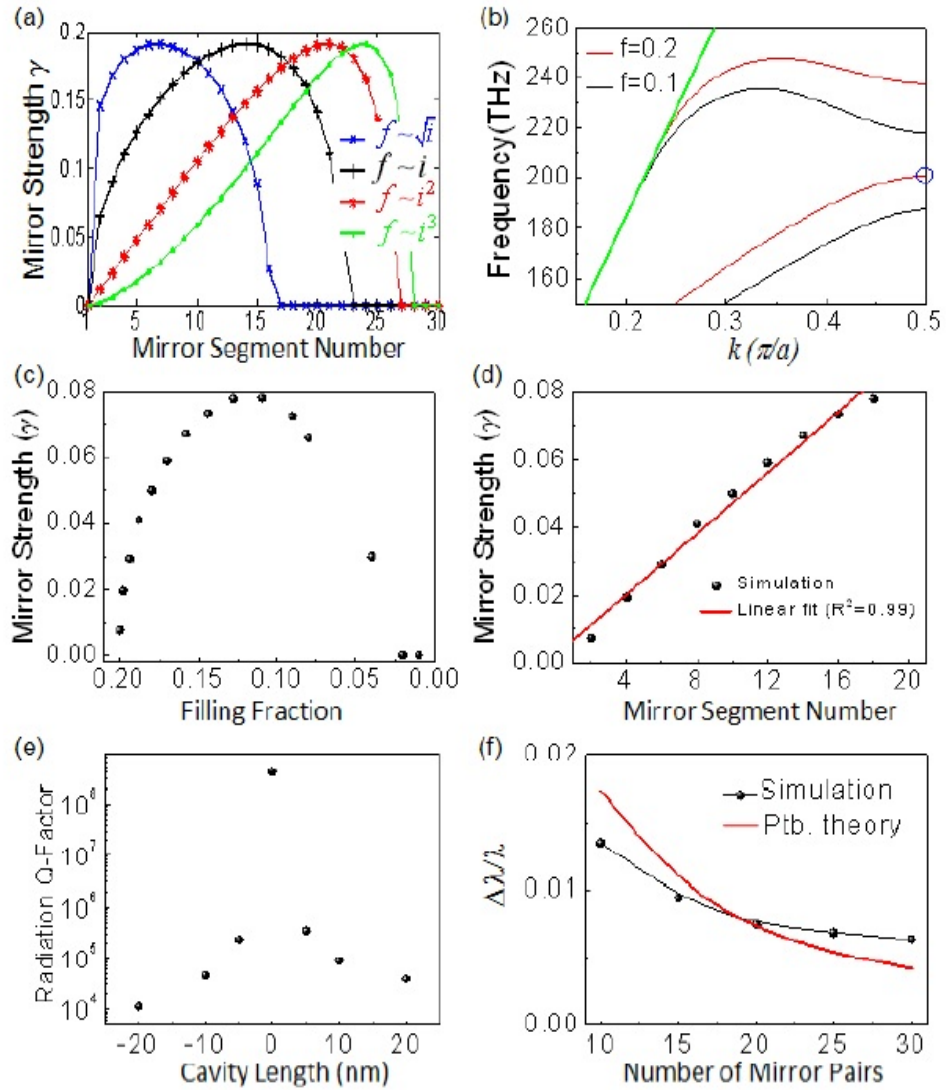 (a)
Mirror Strength γ
0.2
0.15
0.1
0.05
0
1 5 10 15 20 25 30
Mirror Segment Number
f~√i
f~i
f~i²
f~i³
(b)
Frequency(THz)
260
240
220
200
180
160
0.2 0.3 0.4 0.5
k (π/a)
f=0.2
f=0.1
(c)
Mirror Strength (γ)
0.08
0.06
0.04
0.02
0.00
0.20 0.15 0.10 0.05 0.00
Filling Fraction
(d)
Mirror Strength (γ)
0.08
0.06
0.04
0.02
0.00
4 8 12 16 20
Mirror Segment Number
Simulation
Linear fit (R²=0.99)
(e)
Radiation Q-Factor
10⁸
10⁷
10⁶
10⁵
10⁴
-20 -10 0 10 20
Cavity Length (nm)
(f)
Δλ/λ
0.02
0.01
0.00
10 15 20 25 30
Number of Mirror Pairs
Simulation
Ptb. theory